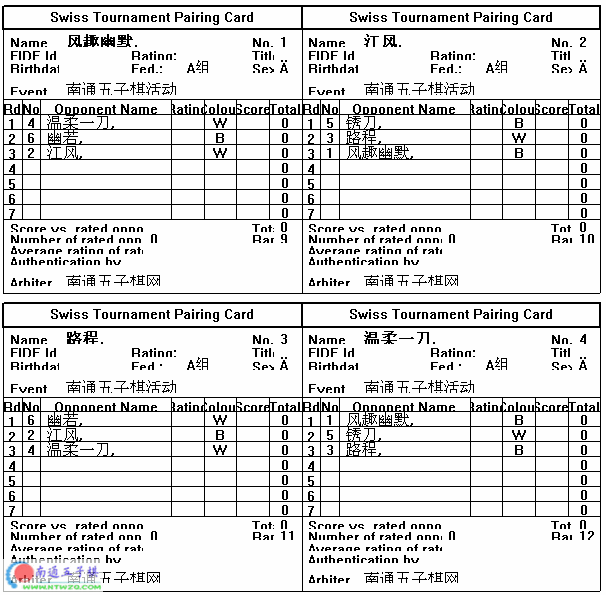 Swiss Tournament Pairing Card
Name 风趣幽默, No. 1
FIDE Id Rating: Titl
Birthdat Fed.: A组 Sex Ä
Event 南通五子棋活动
Rd No Opponent Name Rating Colou Score Total
1 4 温柔一刀, W 0
2 6 幽若, B 0
3 2 江风, W 0
4 0
5 0
6 0
7 0
Score vs. rated oppo Tot 0
Number of rated opp. 0 Ran 9
Average rating of rate
Authentication by
Arbiter 南通五子棋网
Swiss Tournament Pairing Card
Name 江风, No. 2
FIDE Id Rating: Titl
Birthdat Fed.: A组 Sex Ä
Event 南通五子棋活动
Rd No Opponent Name Rating Colou Score Total
1 5 锈刀, B 0
2 3 路程, W 0
3 1 风趣幽默, B 0
4 0
5 0
6 0
7 0
Score vs. rated oppo Tot 0
Number of rated opp. 0 Ran 10
Average rating of rate
Authentication by
Arbiter 南通五子棋网
Swiss Tournament Pairing Card
Name 路程, No. 3
FIDE Id Rating: Titl
Birthdat Fed.: A组 Sex Ä
Event 南通五子棋活动
Rd No Opponent Name Rating Colou Score Total
1 6 幽若, W 0
2 2 江风, B 0
3 4 温柔一刀, W 0
4 0
5 0
6 0
7 0
Score vs. rated oppo Tot 0
Number of rated opp. 0 Ran 11
Average rating of rate
Authentication by
Arbiter 南通五子棋网
Swiss Tournament Pairing Card
Name 温柔一刀, No. 4
FIDE Id Rating: Titl
Birthdat Fed.: A组 Sex Ä
Event 南通五子棋活动
Rd No Opponent Name Rating Colou Score Total
1 1 风趣幽默, B 0
2 5 锈刀, W 0
3 3 路程, B 0
4 0
5 0
6 0
7 0
Score vs. rated oppo Tot 0
Number of rated opp. 0 Ran 12
Average rating of rate
Authentication by
Arbiter 南通五子棋网
南通五子棋
WWW.NTWZQ.COM